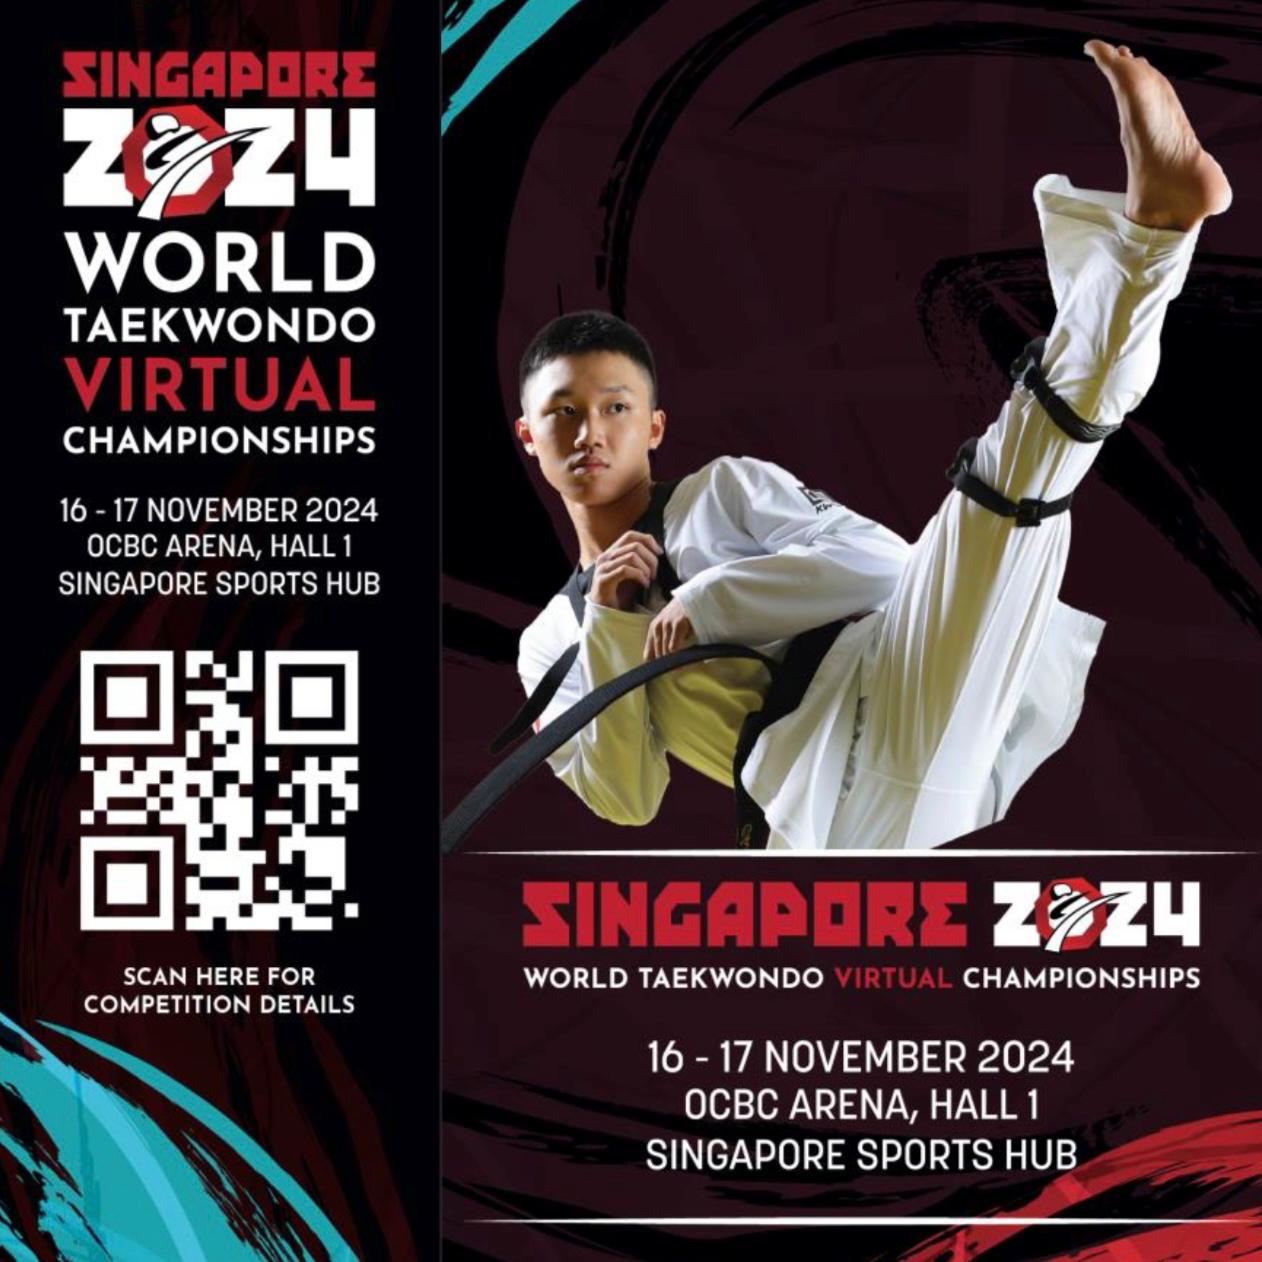 SINGAPORE
2024
WORLD
TAEKWONDO
VIRTUAL
CHAMPIONSHIPS
16 - 17 NOVEMBER 2024
OCBC ARENA, HALL 1
SINGAPORE SPORTS HUB
SCAN HERE FOR
COMPETITION DETAILS
SINGAPORE 2024
WORLD TAEKWONDO VIRTUAL CHAMPIONSHIPS
16 - 17 NOVEMBER 2024
OCBC ARENA, HALL 1
SINGAPORE SPORTS HUB